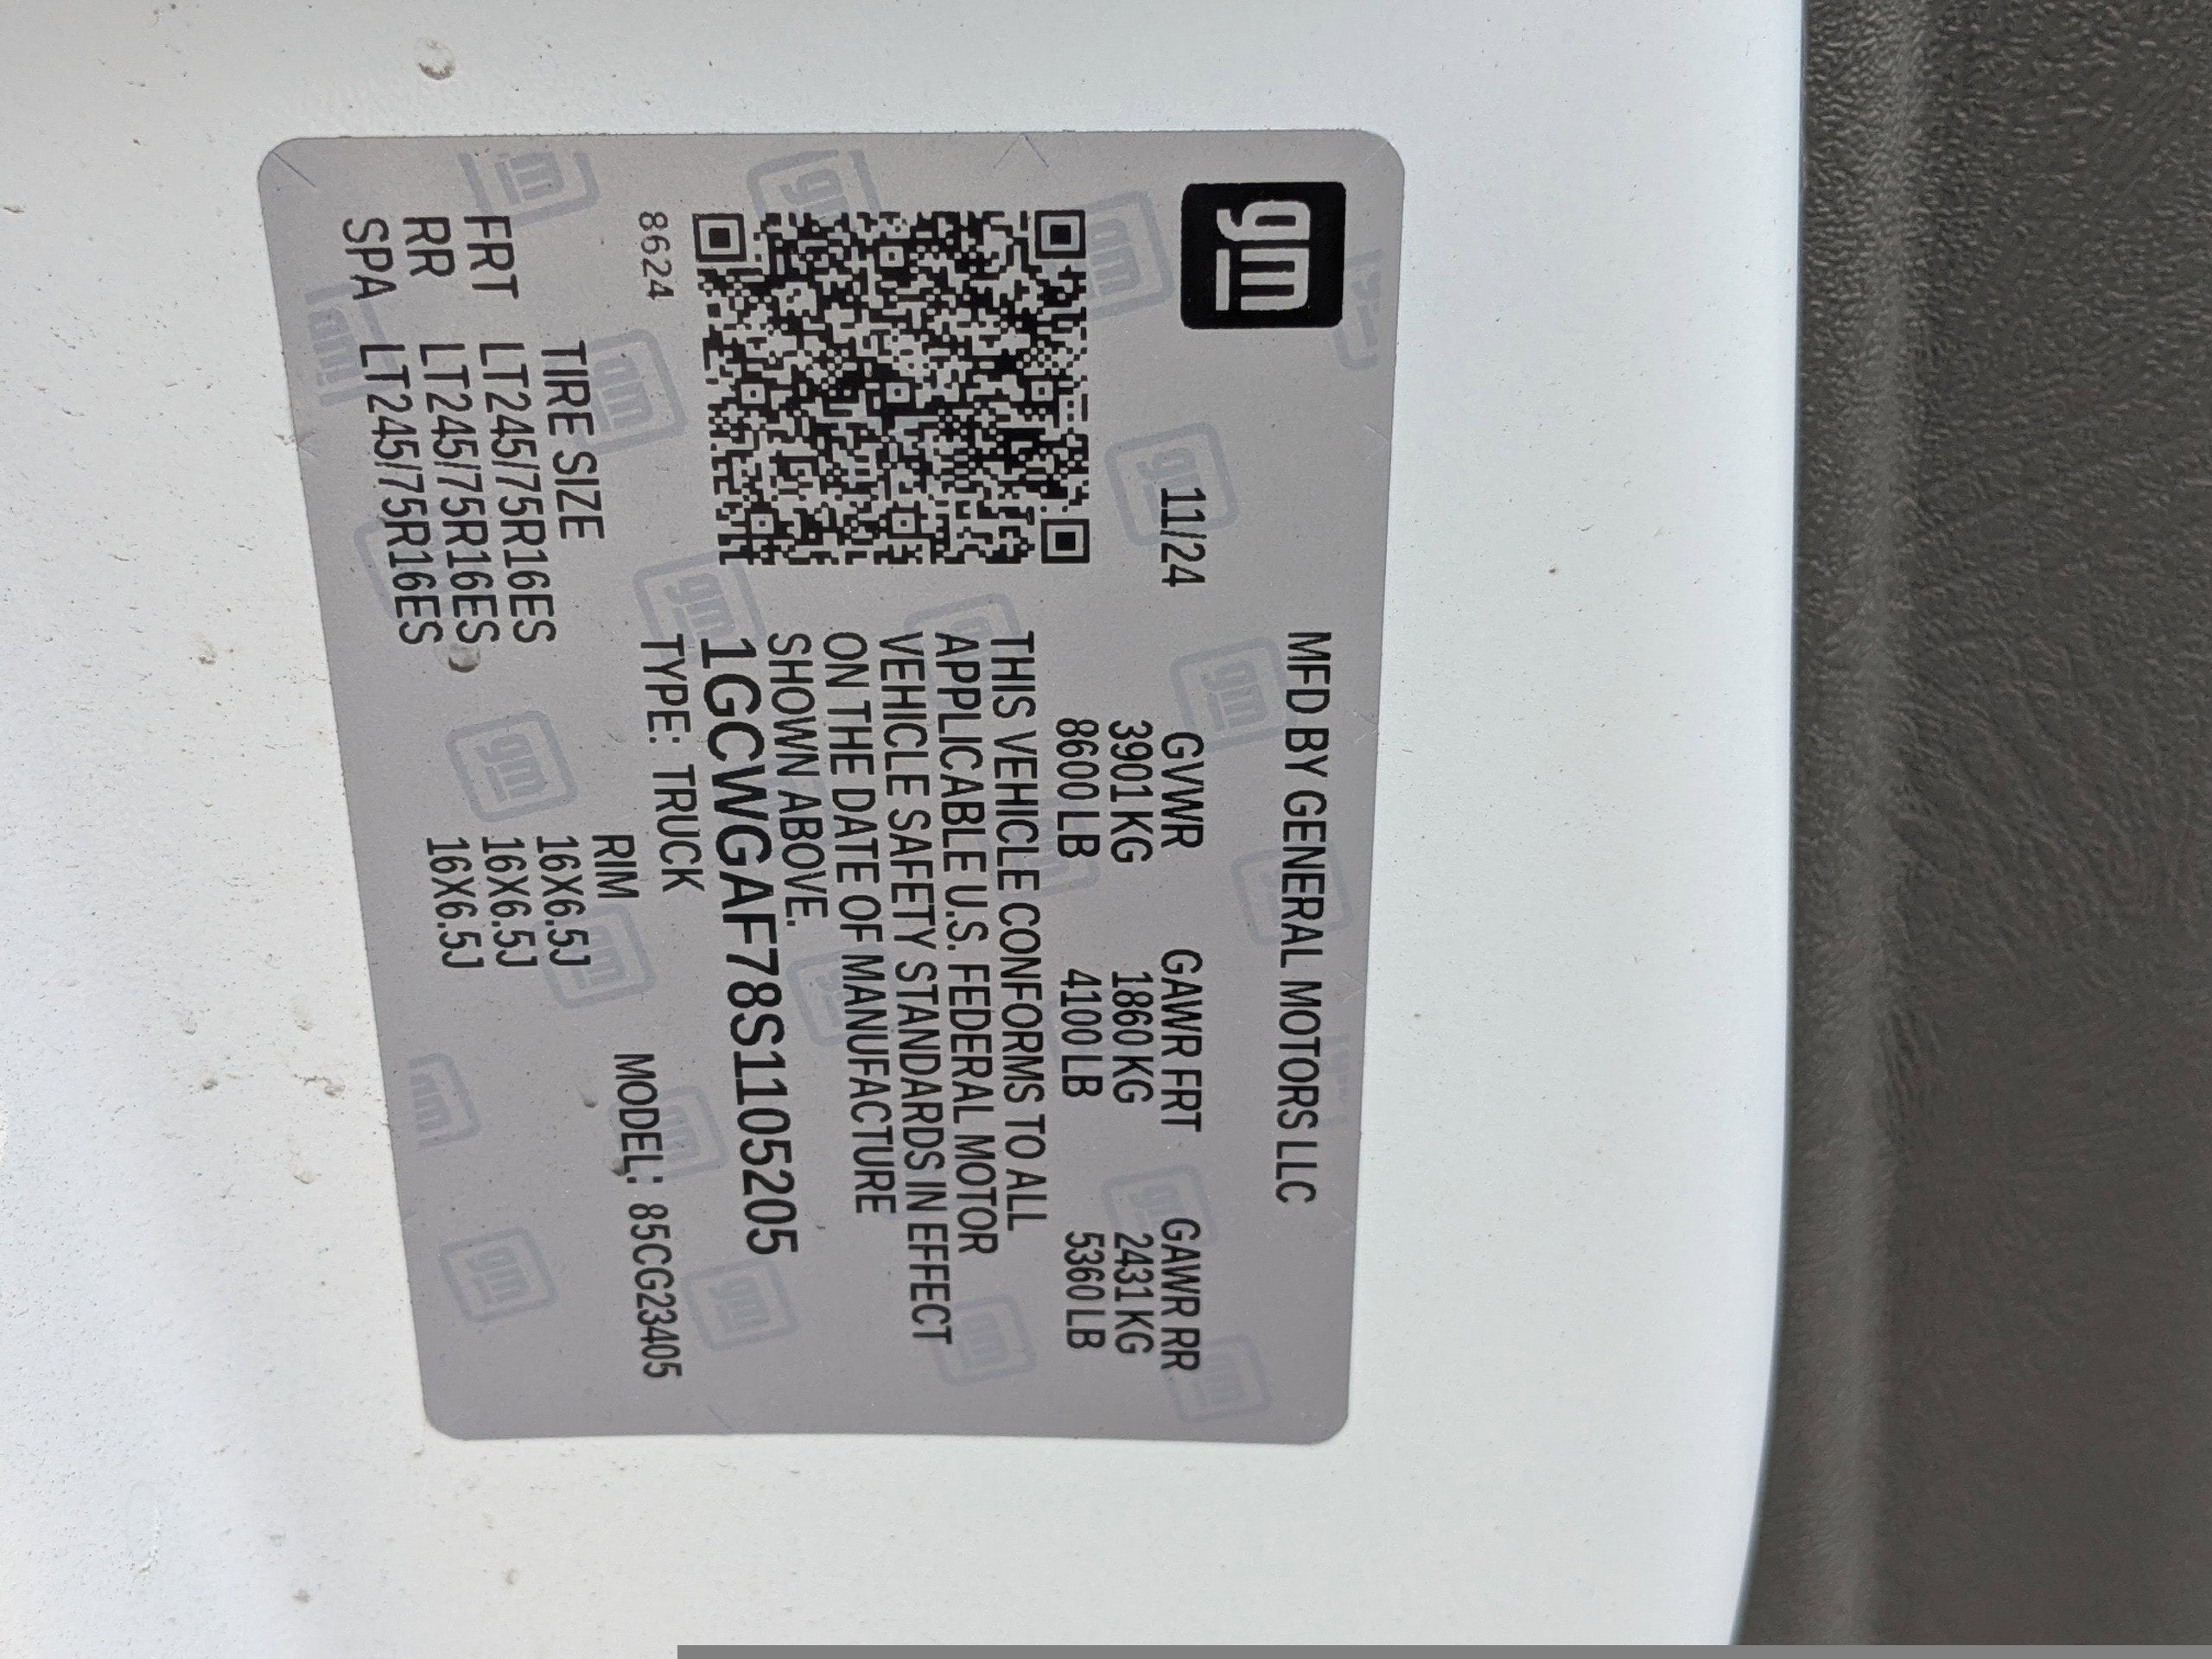 gm
MFD BY GENERAL MOTORS LLC
11/24 GVWR GAWR FRT GAWR RR
3901 KG 1860 KG 2431 KG
8600 LB 4100 LB 5360 LB
THIS VEHICLE CONFORMS TO ALL
APPLICABLE U.S. FEDERAL MOTOR
VEHICLE SAFETY STANDARDS IN EFFECT
ON THE DATE OF MANUFACTURE
SHOWN ABOVE.
1GCWGAF78S1105205
8624 TYPE: TRUCK MODEL: 85CG23405
TIRE SIZE RIM
FRT LT245/75R16ES 16X6.5J
RR LT245/75R16ES 16X6.5J
SPA LT245/75R16ES 16X6.5J